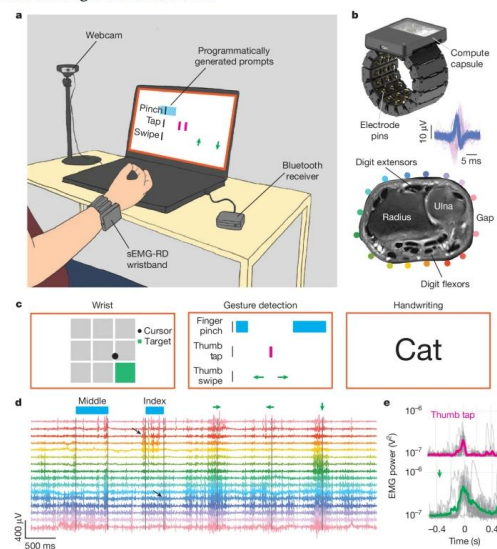 a
Webcam
Programmatically
generated prompts
Pinch
Tap
Swipe
Bluetooth
receiver
sEMG-RD
wristband
b
Compute
capsule
Electrode
pins
10 µV
5 ms
Digit extensors
Radius
Ulna
Gap
Digit flexors
c
Wrist
Cursor
Target
Gesture detection
Finger
pinch
Thumb
tap
Thumb
swipe
Handwriting
Cat
d
Middle
Index
400 µV
500 ms
e
Thumb tap
EMG power (V²)
10⁻⁶
10⁻⁷
10⁻⁶
10⁻⁷
−0.4
0
0.4
Time (s)